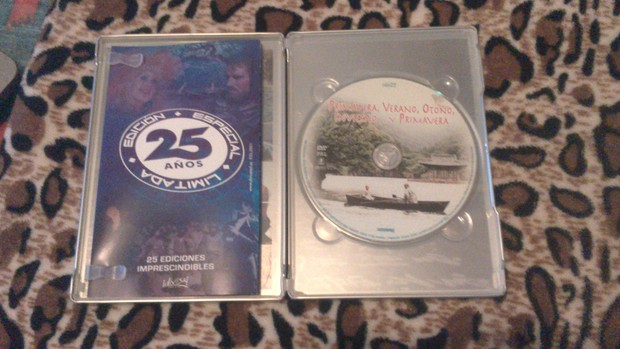 EDICIÓN ESPECIAL LIMITADA
25
AÑOS
25 EDICIONES
IMPRESCINDIBLES
PRIMAVERA, VERANO, OTOÑO,
INVIERNO... Y PRIMAVERA